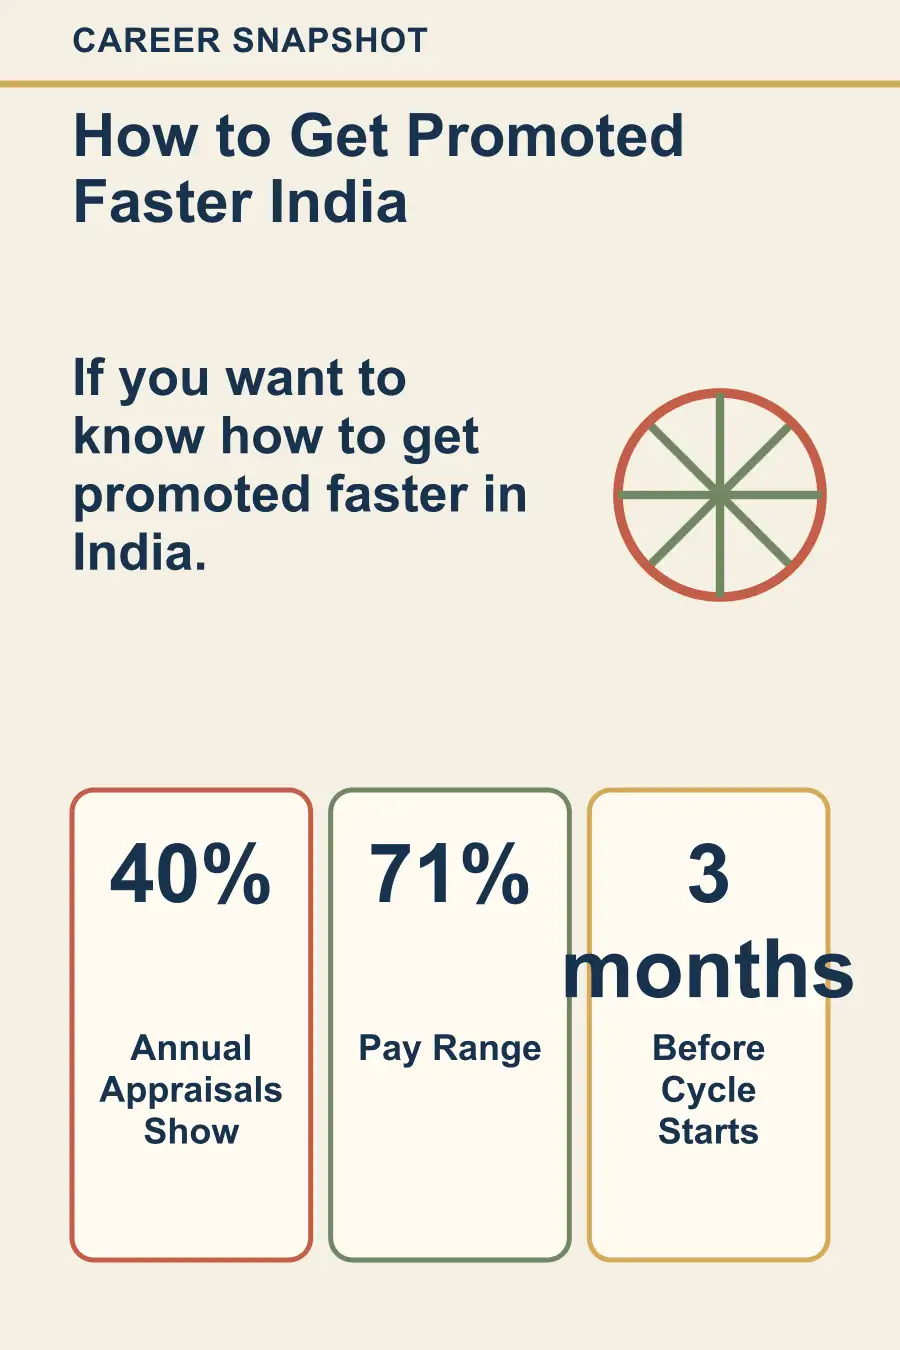 CAREER SNAPSHOT
How to Get Promoted
Faster India
If you want to
know how to get
promoted faster in
India.
40%
Annual
Appraisals
Show
71%
Pay Range
3
months
Before
Cycle
Starts